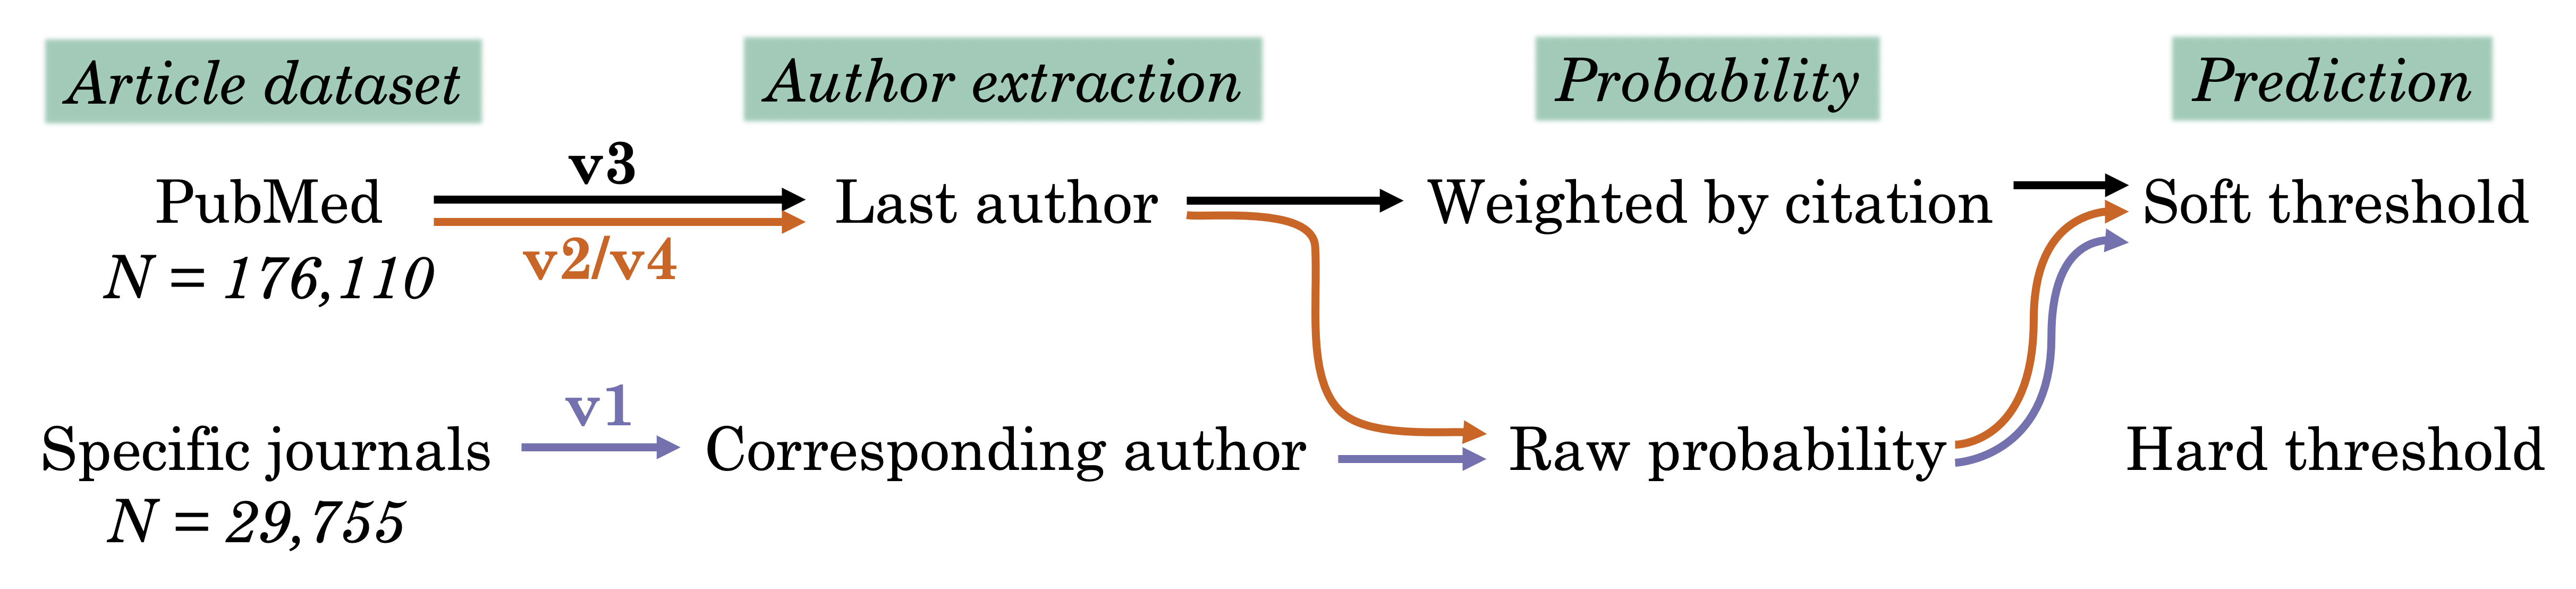 Article dataset
Author extraction
Probability
Prediction
v3
PubMed
Last author
Weighted by citation
Soft threshold
v2/v4
N = 176,110
v1
Specific journals
Corresponding author
Raw probability
Hard threshold
N = 29,755